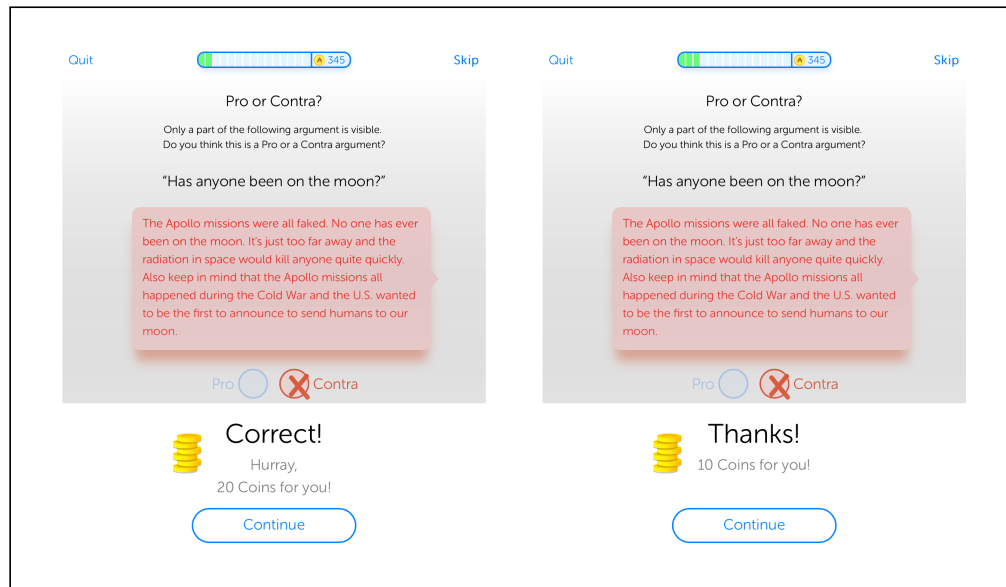 Quit
345
Skip
Pro or Contra?
Only a part of the following argument is visible.
Do you think this is a Pro or a Contra argument?
“Has anyone been on the moon?”
The Apollo missions were all faked. No one has ever
been on the moon. It's just too far away and the
radiation in space would kill anyone quite quickly.
Also keep in mind that the Apollo missions all
happened during the Cold War and the U.S. wanted
to be the first to announce to send humans to our
moon.
Pro
Contra
Correct!
Hurray,
20 Coins for you!
Continue
Quit
345
Skip
Pro or Contra?
Only a part of the following argument is visible.
Do you think this is a Pro or a Contra argument?
“Has anyone been on the moon?”
The Apollo missions were all faked. No one has ever
been on the moon. It's just too far away and the
radiation in space would kill anyone quite quickly.
Also keep in mind that the Apollo missions all
happened during the Cold War and the U.S. wanted
to be the first to announce to send humans to our
moon.
Pro
Contra
Thanks!
10 Coins for you!
Continue